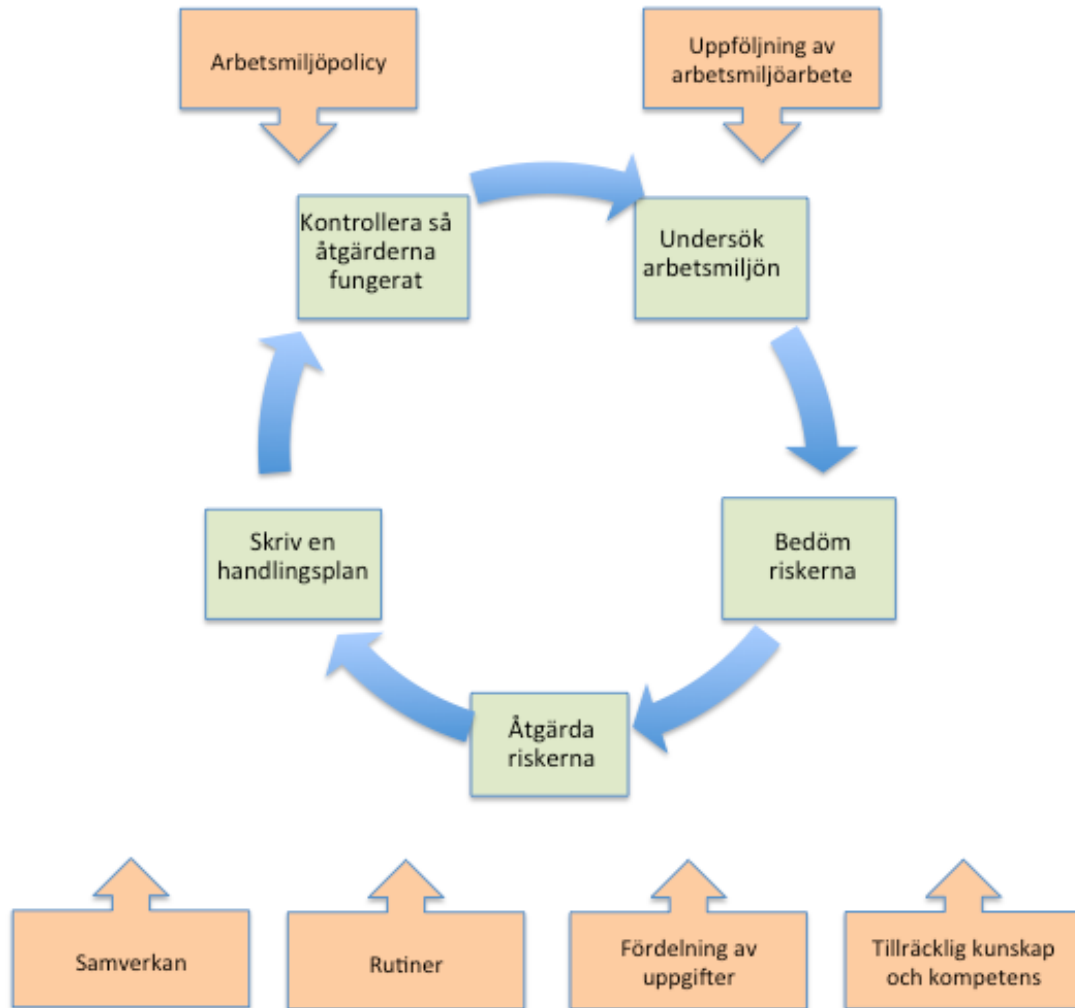 Arbetsmiljöpolicy
Uppföljning av
arbetsmiljöarbete
Kontrollera så
åtgärderna
fungerat
Undersök
arbetsmiljön
Skriv en
handlingsplan
Bedöm
riskerna
Åtgärda
riskerna
Samverkan
Rutiner
Fördelning av
uppgifter
Tillräcklig kunskap
och kompetens